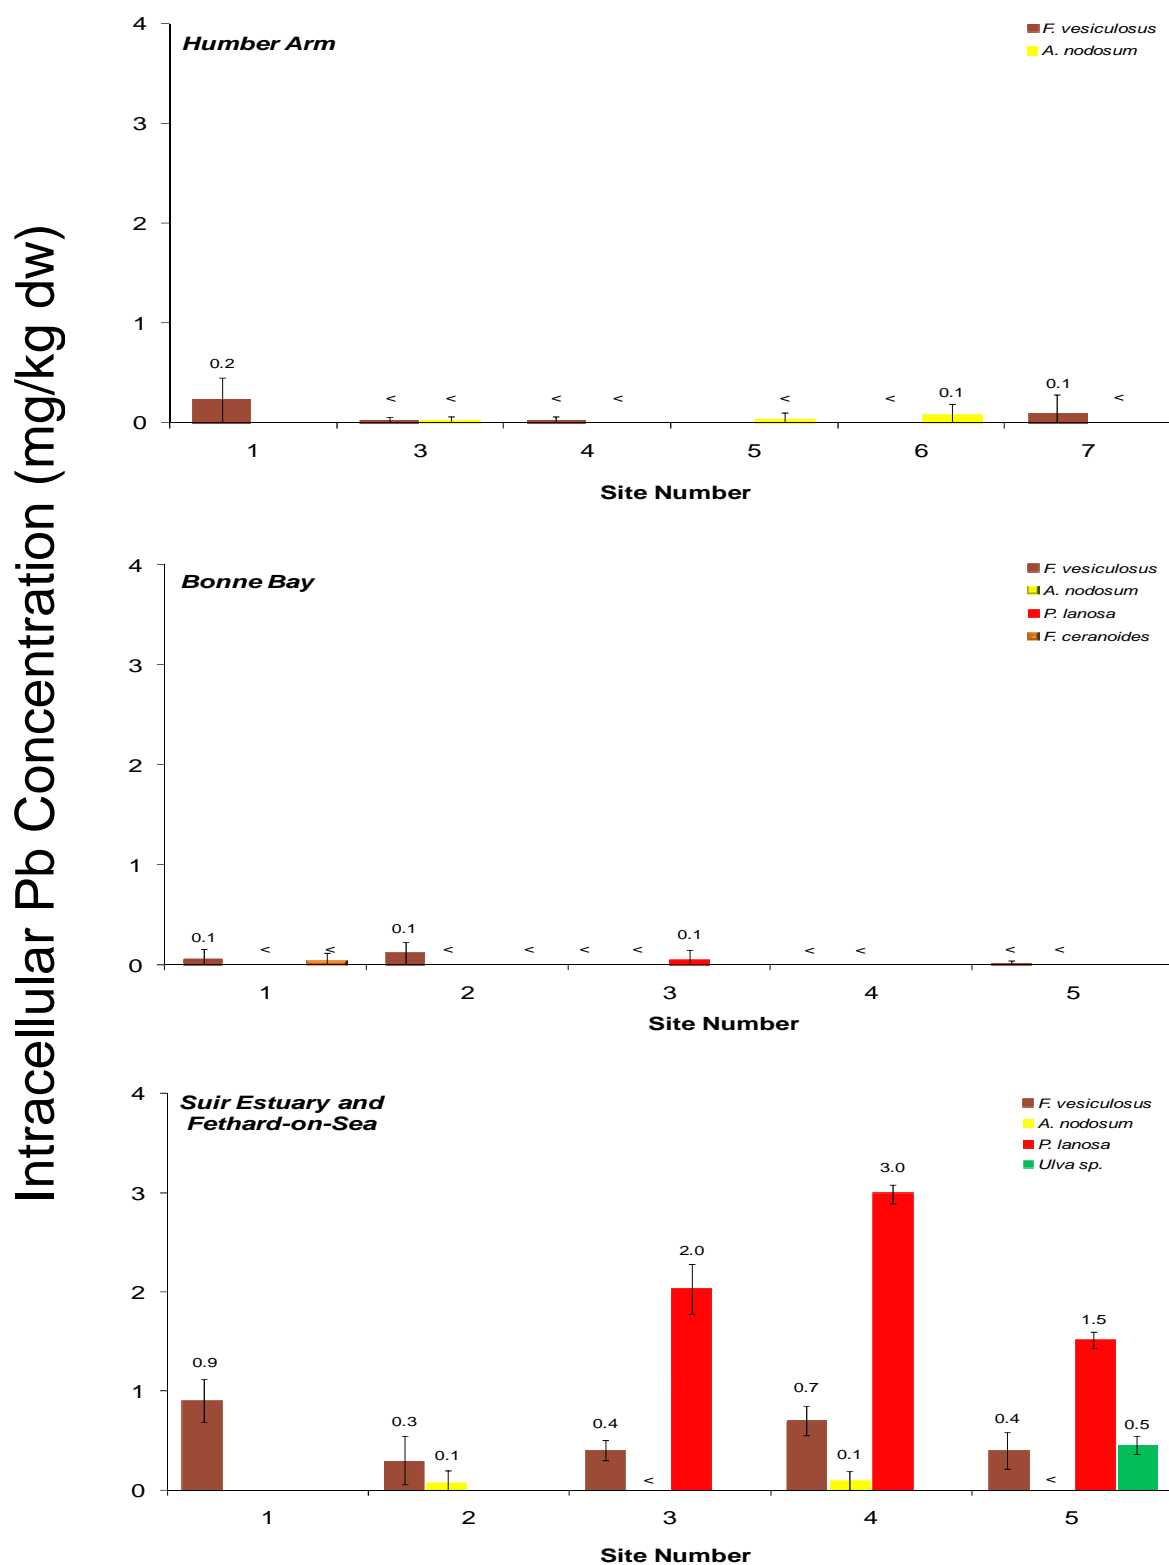 Intracellular Pb Concentration (mg/kg dw)
Humber Arm
F. vesiculosus
A. nodosum
4
3
2
1
0
0.2
< < < < < < 0.1 0.1 <
1 3 4 5 6 7
Site Number
Bonne Bay
F. vesiculosus
A. nodosum
P. lanosa
F. ceranoides
4
3
2
1
0
0.1 < < 0.1 < < < < 0.1 < < < <
1 2 3 4 5
Site Number
Suir Estuary and
Fethard-on-Sea
F. vesiculosus
A. nodosum
P. lanosa
Ulva sp.
4
3
2
1
0
0.9 0.3 0.1 0.4 < 2.0 0.7 0.1 3.0 0.4 < 1.5 0.5
1 2 3 4 5
Site Number